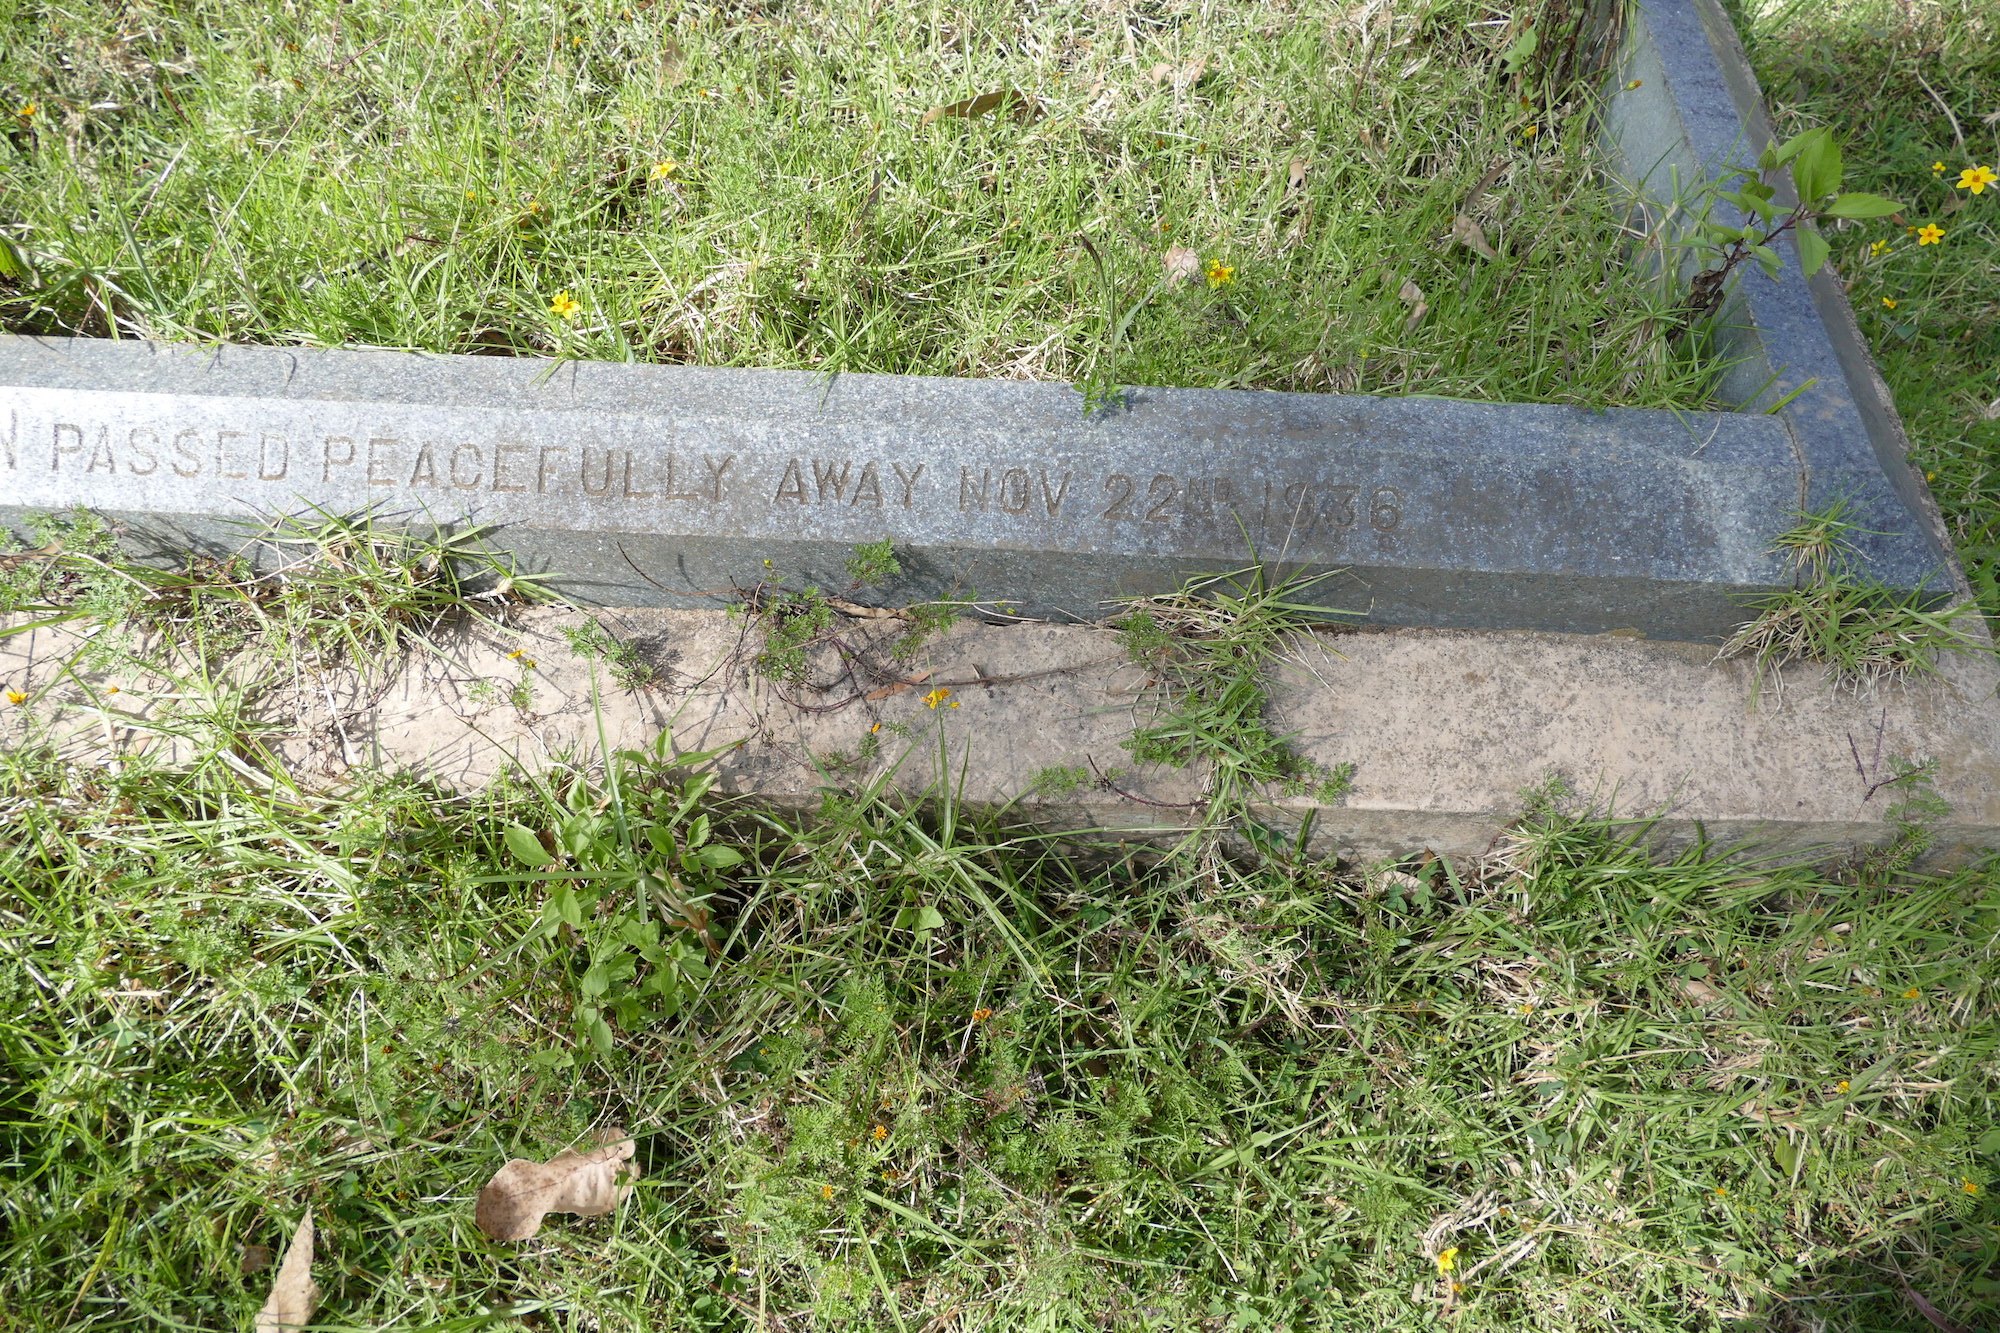 N PASSED PEACEFULLY AWAY NOV 22ND 1936